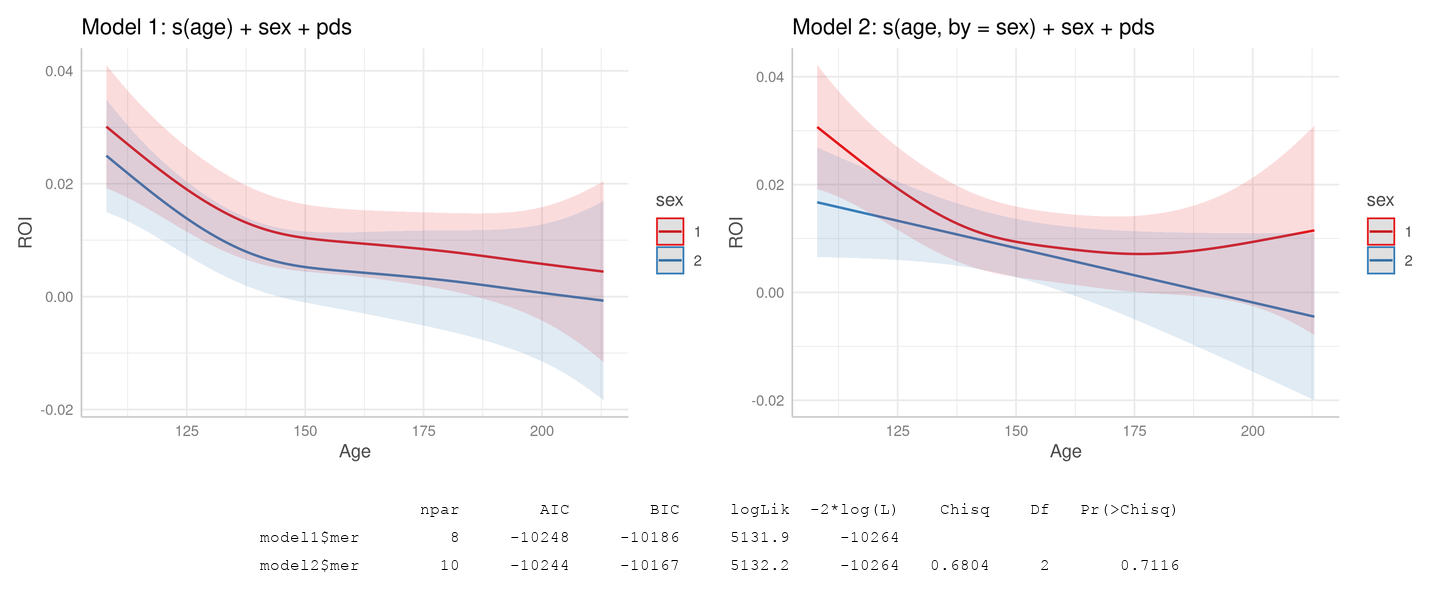 Model 1: s(age) + sex + pds
0.04
0.02
0.00
-0.02
ROI
125 150 175 200
Age
sex
1
2
Model 2: s(age, by = sex) + sex + pds
0.04
0.02
0.00
-0.02
ROI
125 150 175 200
Age
sex
1
2
npar AIC BIC logLik -2*log(L) Chisq Df Pr(>Chisq)
model1$mer 8 -10248 -10186 5131.9 -10264
model2$mer 10 -10244 -10167 5132.2 -10264 0.6804 2 0.7116